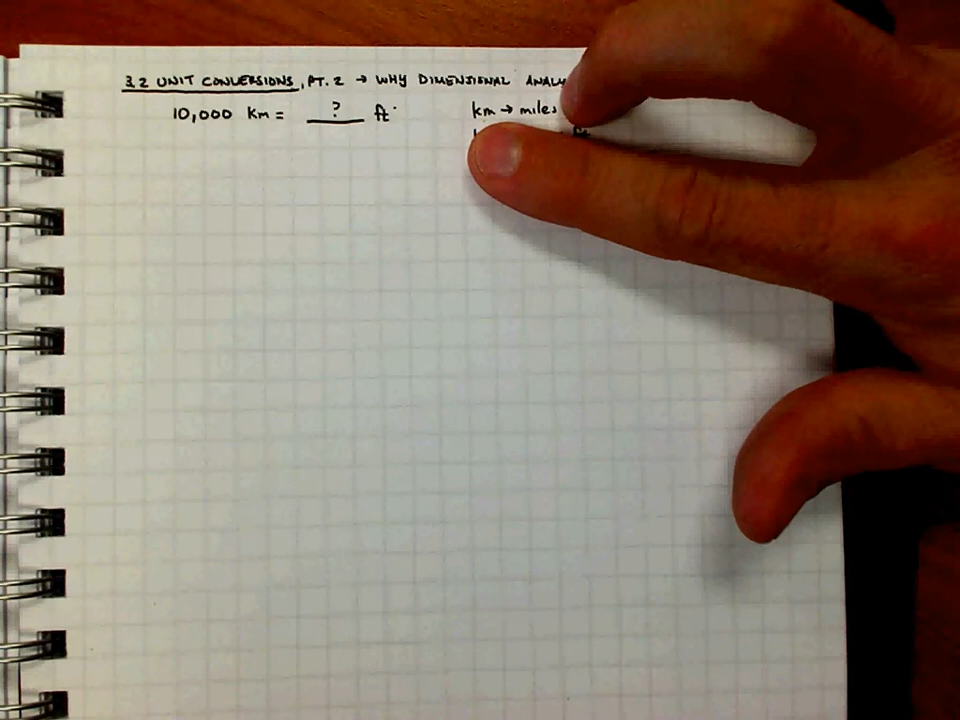 3.2 UNIT CONVERSIONS, PT. 2 → WHY DIMENSIONAL
10,000 km = ? ft. km → miles